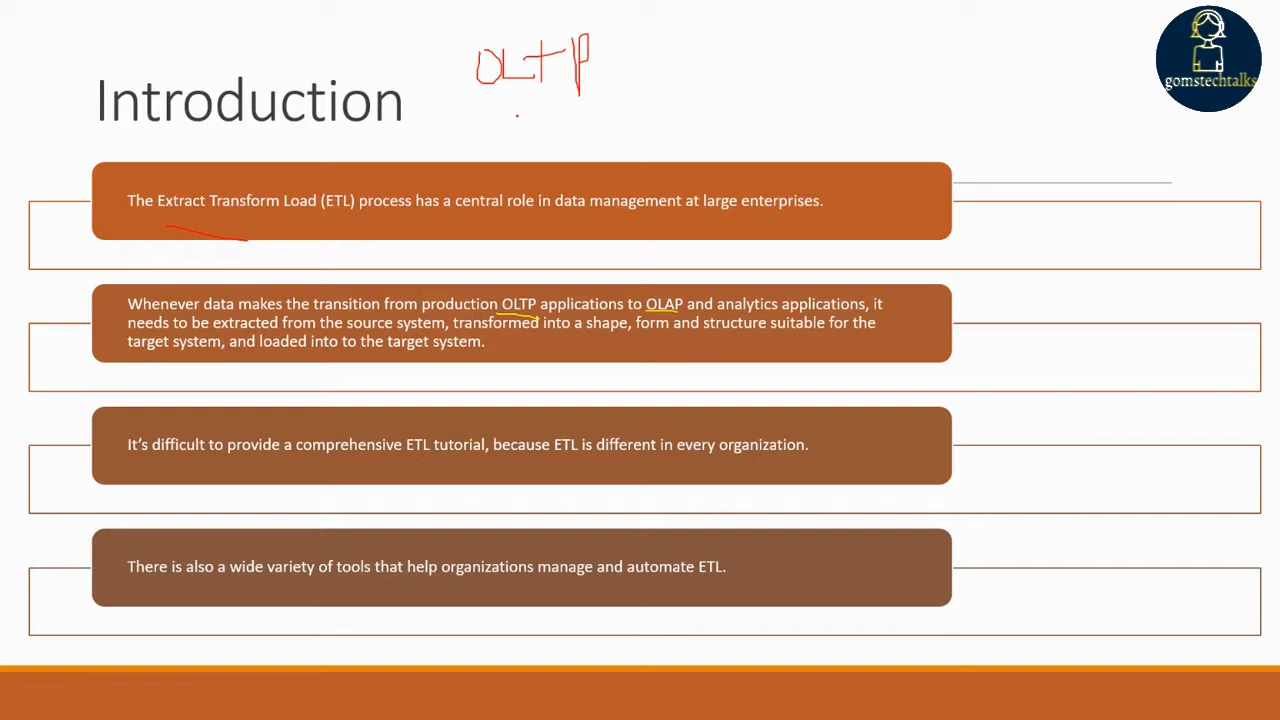 OLTP
gomstechtalks
Introduction
The Extract Transform Load (ETL) process has a central role in data management at large enterprises.
Whenever data makes the transition from production OLTP applications to OLAP and analytics applications, it
needs to be extracted from the source system, transformed into a shape, form and structure suitable for the
target system, and loaded into to the target system.
It’s difficult to provide a comprehensive ETL tutorial, because ETL is different in every organization.
There is also a wide variety of tools that help organizations manage and automate ETL.